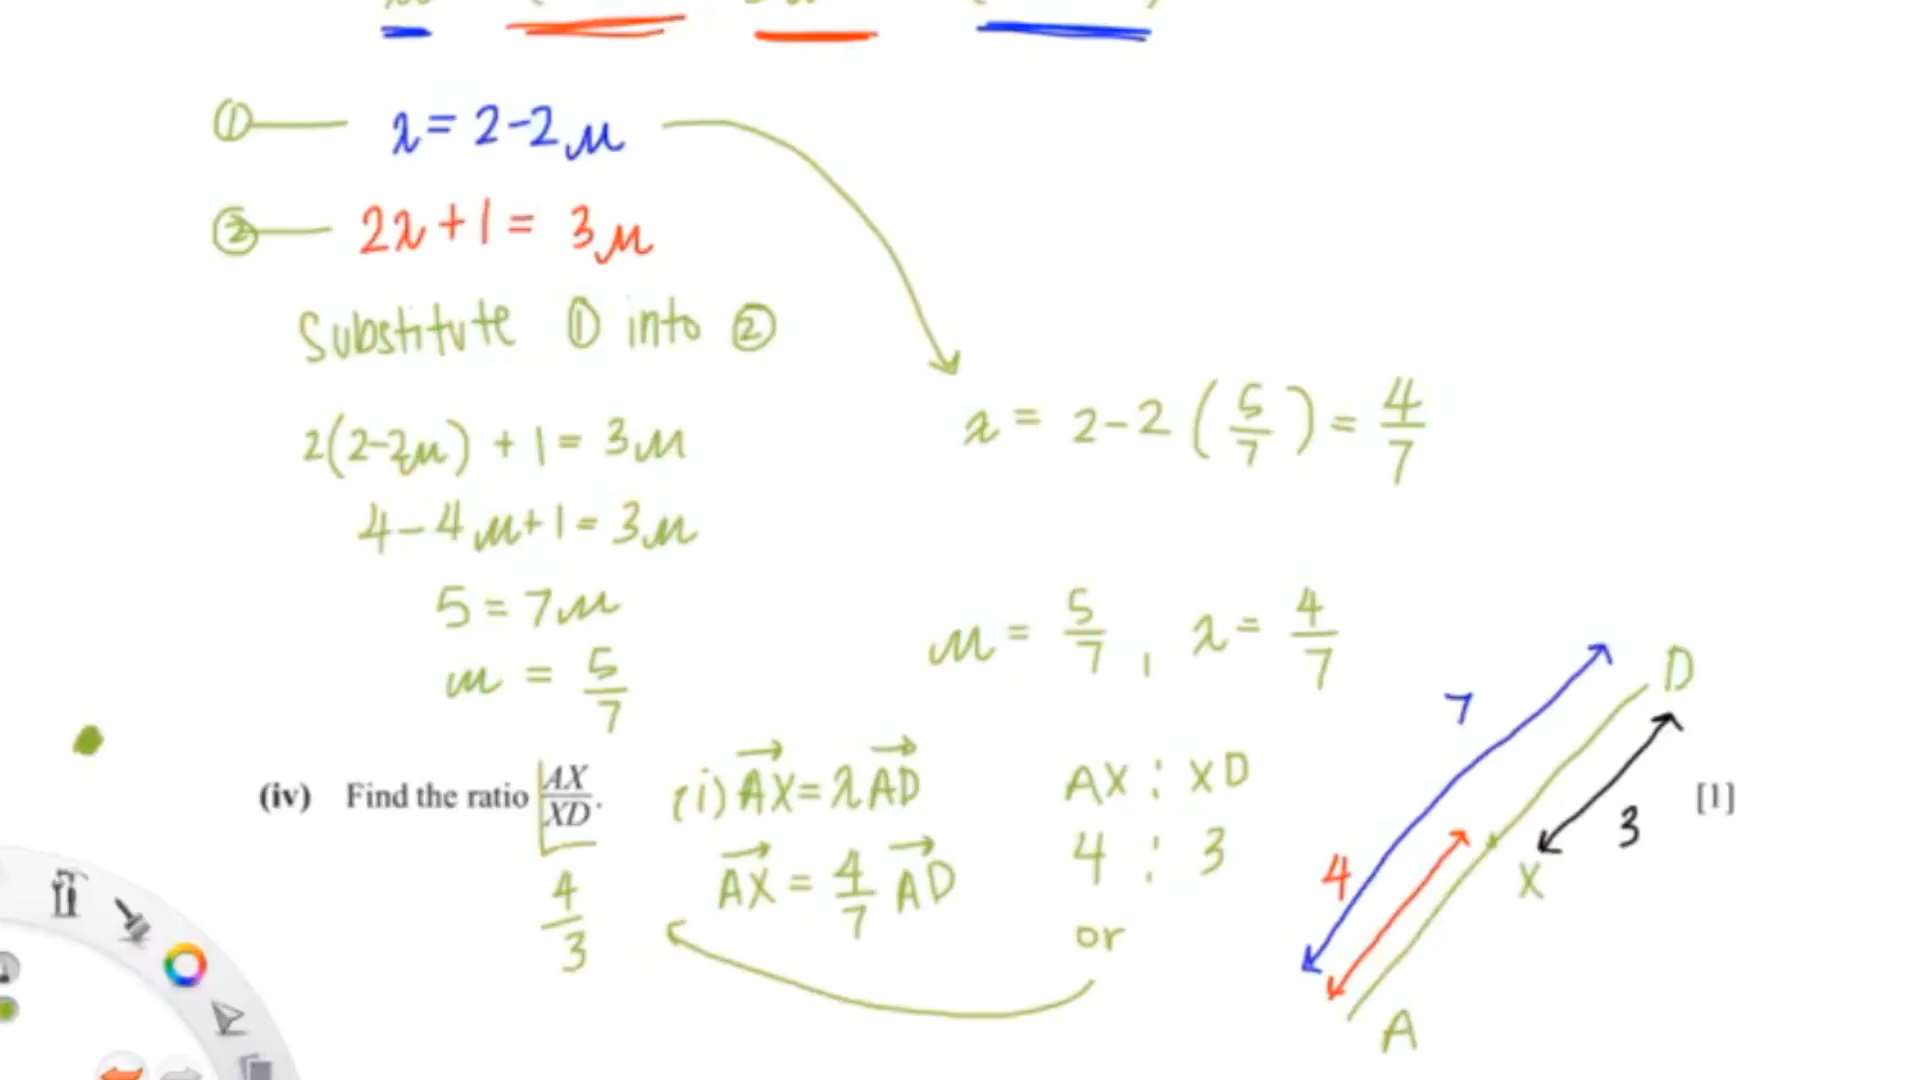 ① λ = 2-2μ
② 2λ+1 = 3μ
Substitute ① into ②
2(2-2μ) + 1 = 3μ
4-4μ+1 = 3μ
5 = 7μ
μ = 5/7
λ = 2-2(5/7) = 4/7
μ = 5/7, λ = 4/7
(iv) Find the ratio AX/XD. [1]
4/3
(i) AX→ = λAD→
AX→ = 4/7 AD→
AX : XD
4 : 3
or
7
D
4
3
X
A